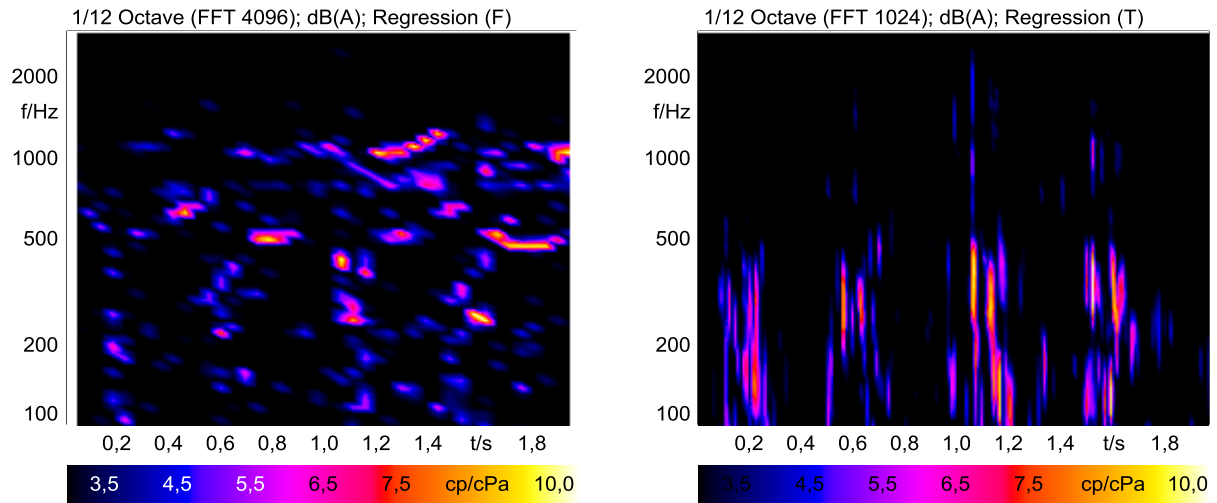 1/12 Octave (FFT 4096); dB(A); Regression (F)
2000
f/Hz
1000
500
200
100
0,2 0,4 0,6 0,8 1,0 1,2 1,4 t/s 1,8
3,5 4,5 5,5 6,5 7,5 cp/cPa 10,0
1/12 Octave (FFT 1024); dB(A); Regression (T)
2000
f/Hz
1000
500
200
100
0,2 0,4 0,6 0,8 1,0 1,2 1,4 t/s 1,8
3,5 4,5 5,5 6,5 7,5 cp/cPa 10,0